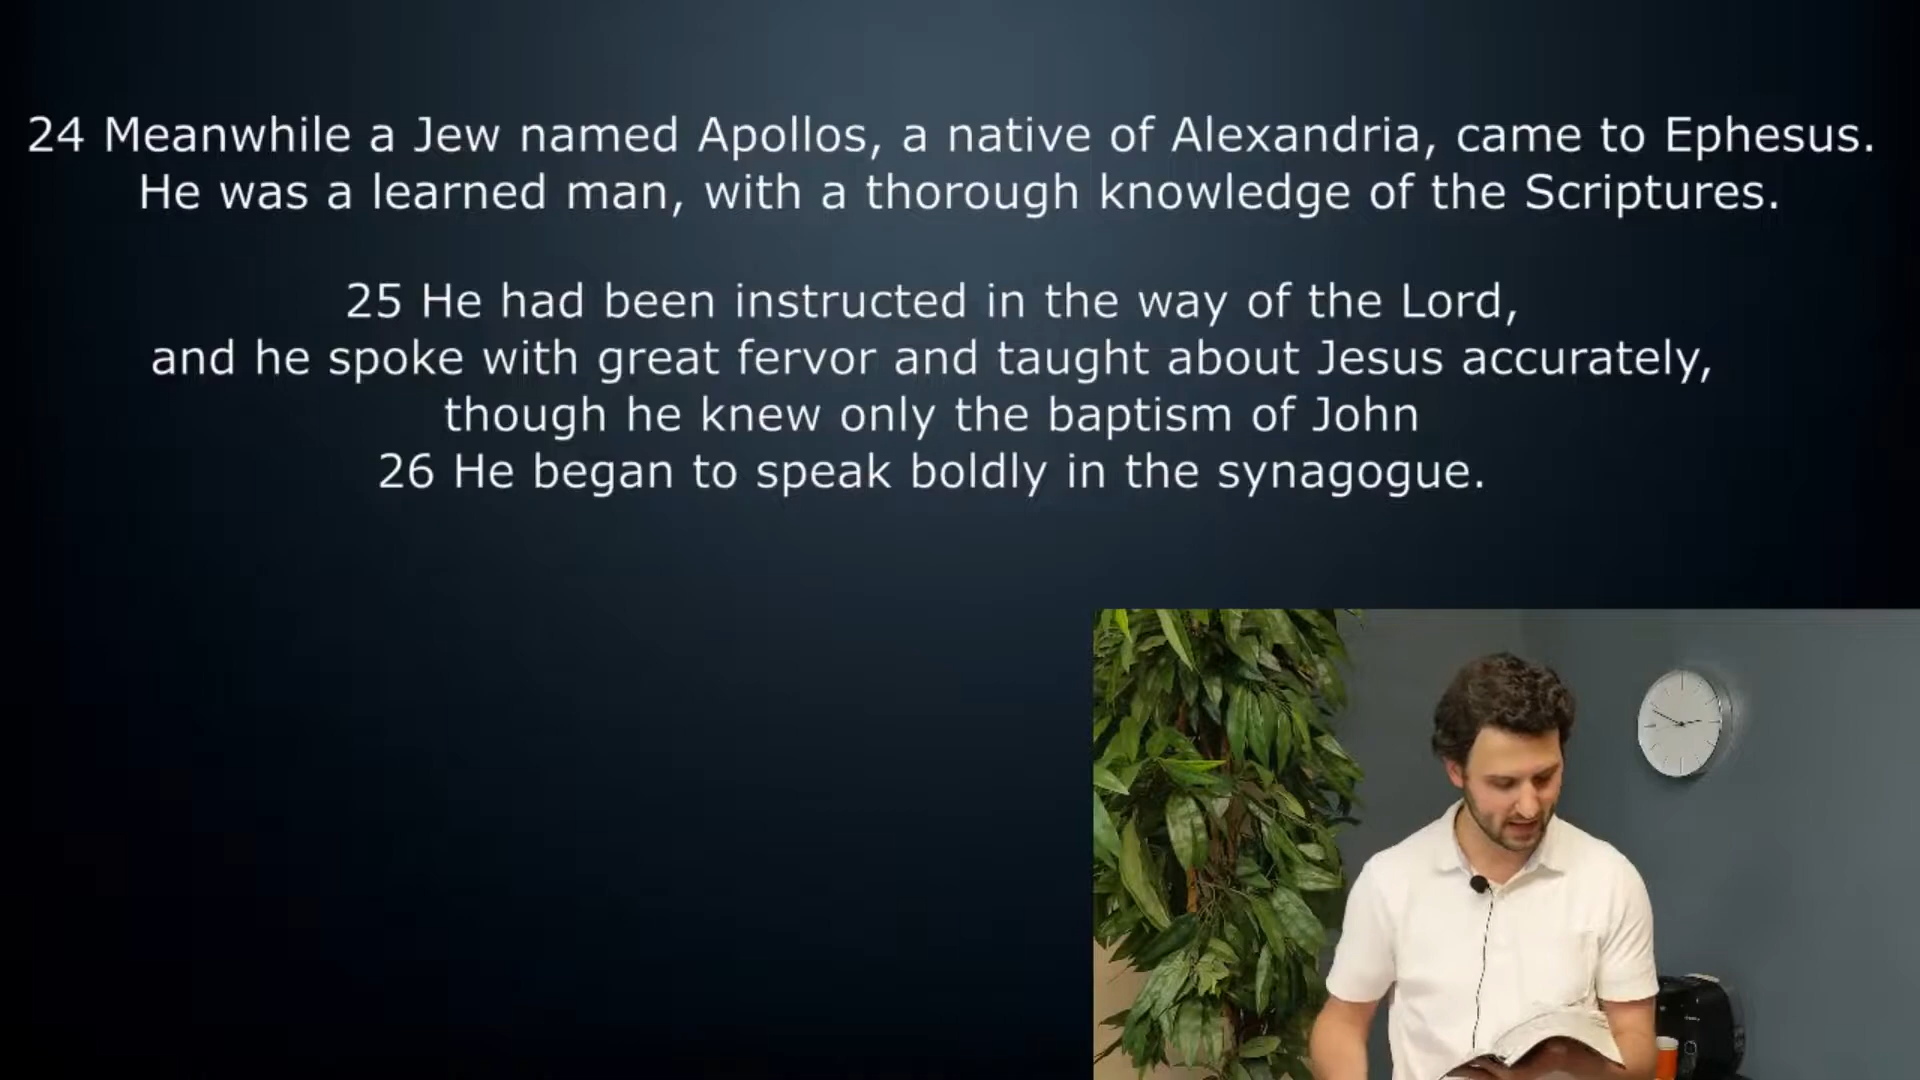 24 Meanwhile a Jew named Apollos, a native of Alexandria, came to Ephesus.
He was a learned man, with a thorough knowledge of the Scriptures.
25 He had been instructed in the way of the Lord,
and he spoke with great fervor and taught about Jesus accurately,
though he knew only the baptism of John
26 He began to speak boldly in the synagogue.